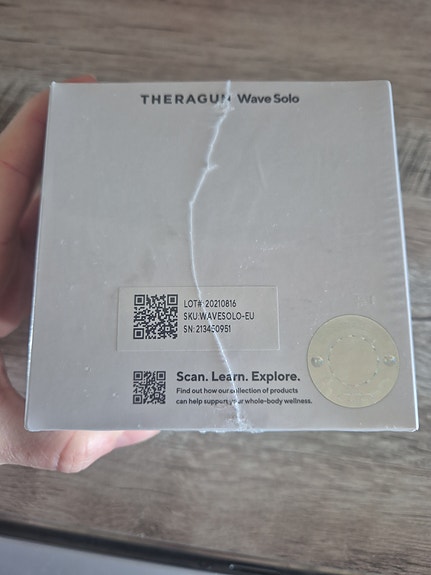 THERAGUN Wave Solo
LOT#: 20210816
SKU:WAVESOLO-EU
SN:213450951
Scan. Learn. Explore.
Find out how our collection of products
can help support your whole-body wellness.